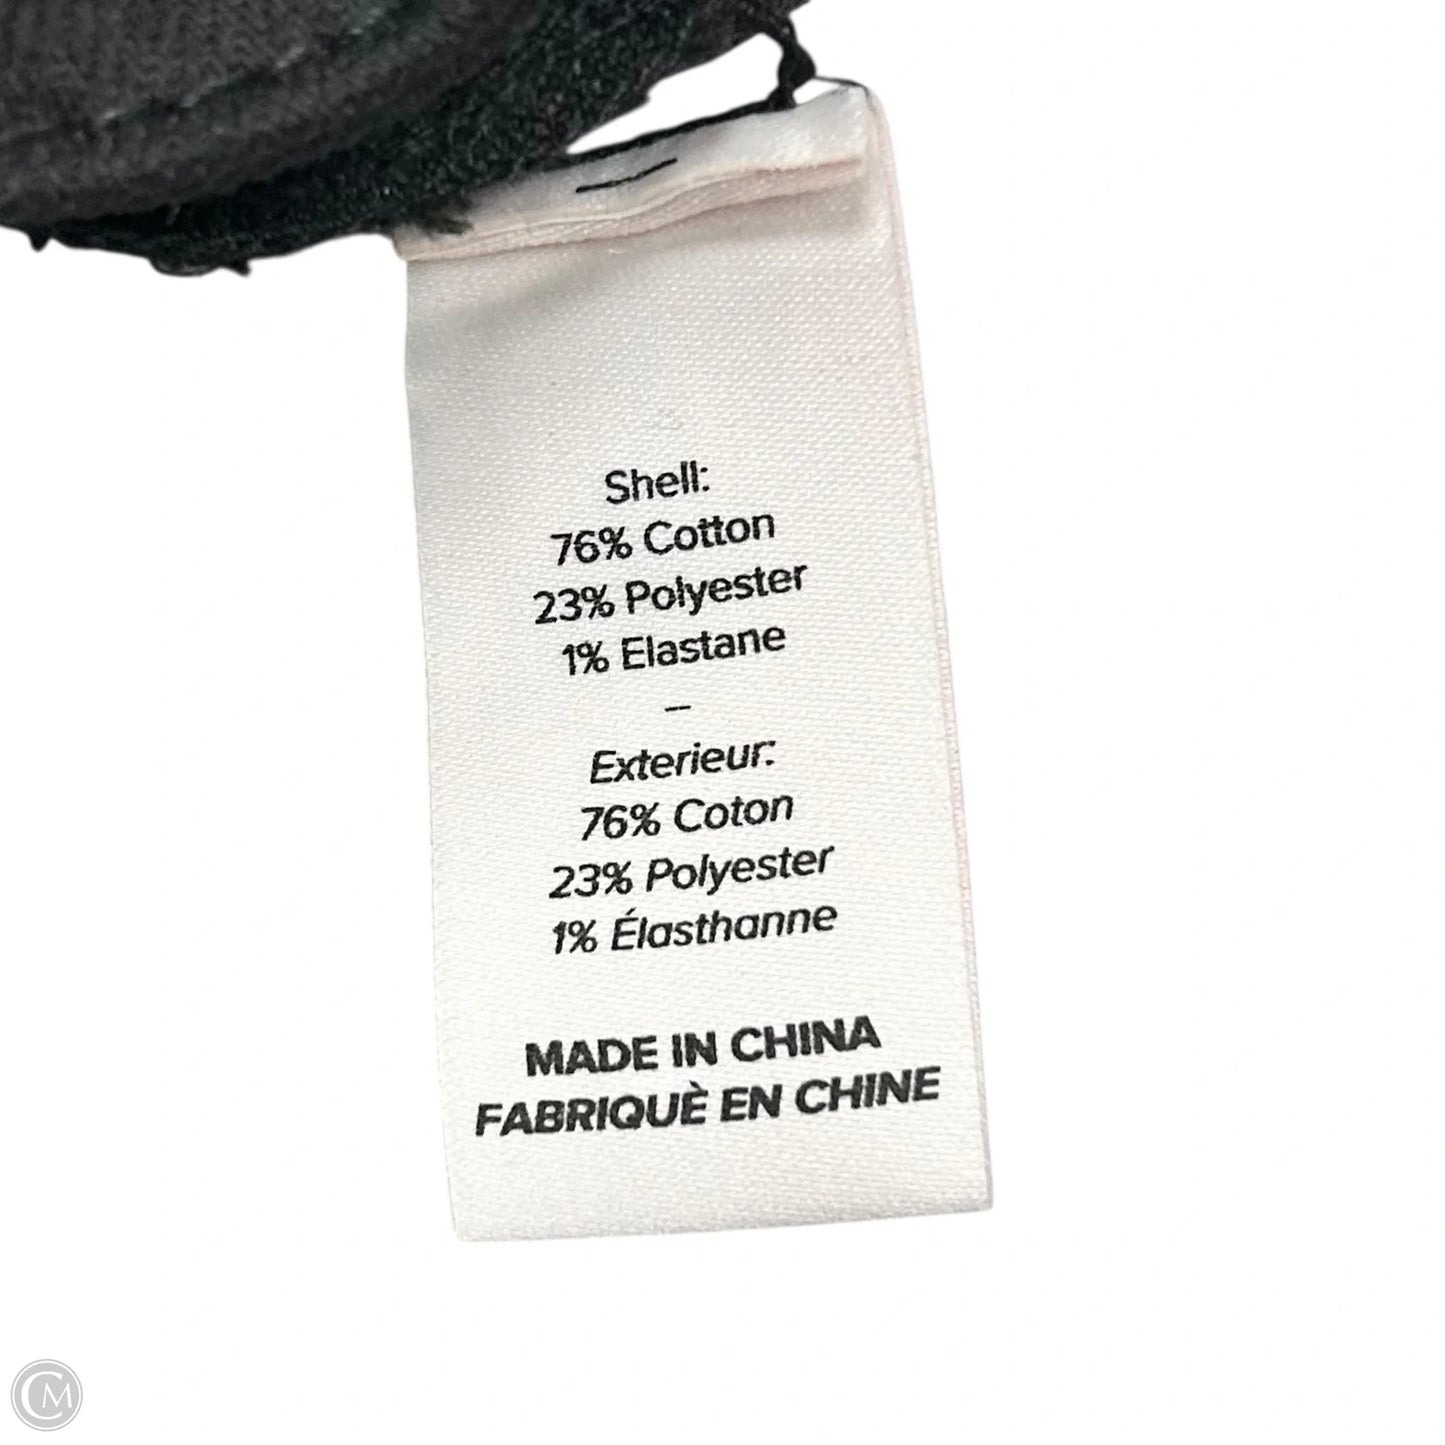 Shell:
76% Cotton
23% Polyester
1% Elastane
–
Exterieur:
76% Coton
23% Polyester
1% Élasthanne
MADE IN CHINA
FABRIQUÈ EN CHINE
CM